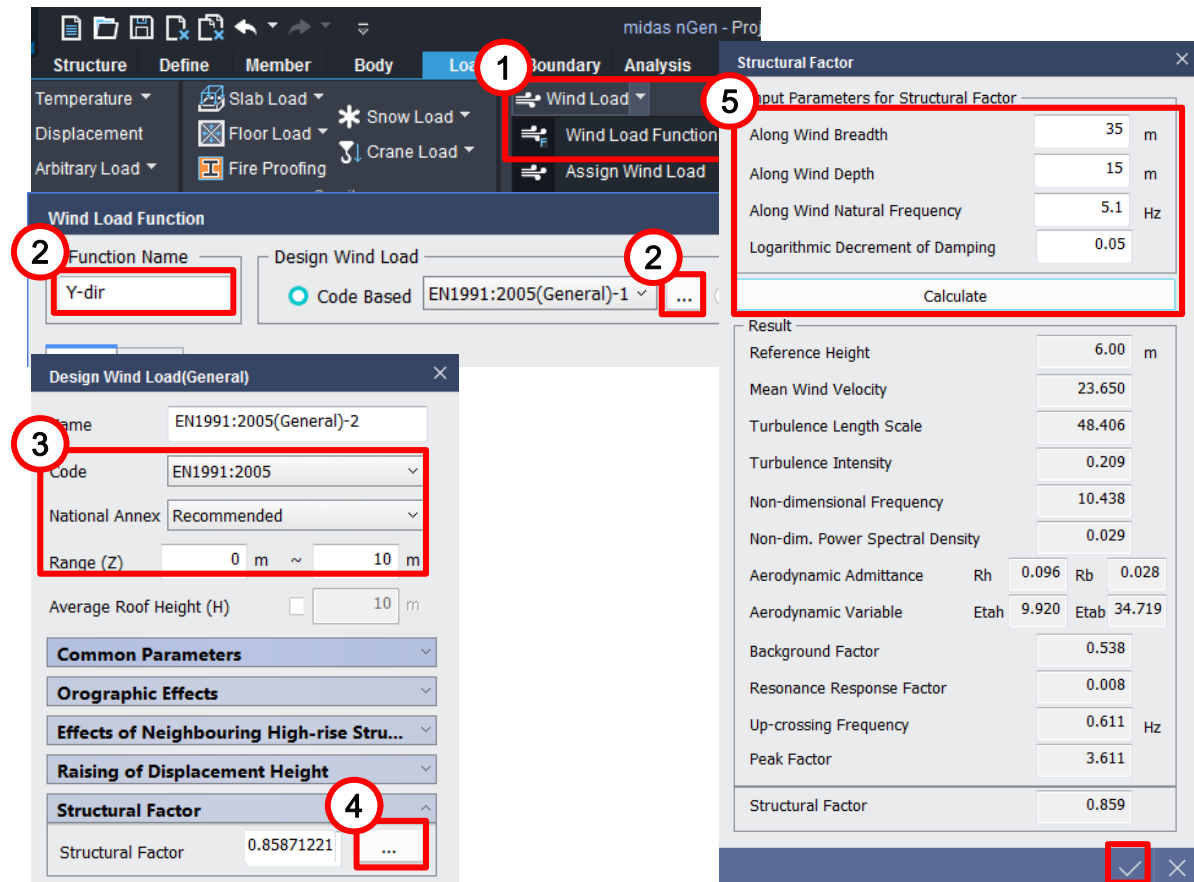 midas nGen - Proj
Structure Define Member Body Loa 1 Boundary Analysis
Temperature Slab Load Snow Load Wind Load
Displacement Floor Load Crane Load Wind Load Function
Arbitrary Load Fire Proofing Assign Wind Load
Wind Load Function
2 Function Name Design Wind Load 2
Y-dir Code Based EN1991:2005(General)-1 ...
Design Wind Load(General)
Name EN1991:2005(General)-2
3
Code EN1991:2005
National Annex Recommended
Range (Z) 0 m ~ 10 m
Average Roof Height (H) 10 m
Common Parameters
Orographic Effects
Effects of Neighbouring High-rise Stru...
Raising of Displacement Height
Structural Factor 4
Structural Factor 0.85871221 ...
Structural Factor
5 Input Parameters for Structural Factor
Along Wind Breadth 35 m
Along Wind Depth 15 m
Along Wind Natural Frequency 5.1 Hz
Logarithmic Decrement of Damping 0.05
Calculate
Result
Reference Height 6.00 m
Mean Wind Velocity 23.650
Turbulence Length Scale 48.406
Turbulence Intensity 0.209
Non-dimensional Frequency 10.438
Non-dim. Power Spectral Density 0.029
Aerodynamic Admittance Rh 0.096 Rb 0.028
Aerodynamic Variable Etah 9.920 Etab 34.719
Background Factor 0.538
Resonance Response Factor 0.008
Up-crossing Frequency 0.611 Hz
Peak Factor 3.611
Structural Factor 0.859